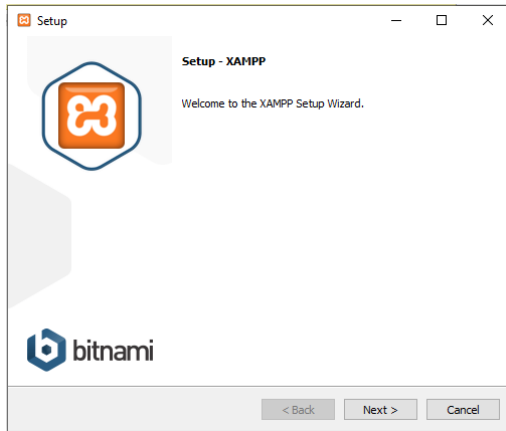 Setup
Setup - XAMPP
Welcome to the XAMPP Setup Wizard.
bitnami
< Back
Next >
Cancel